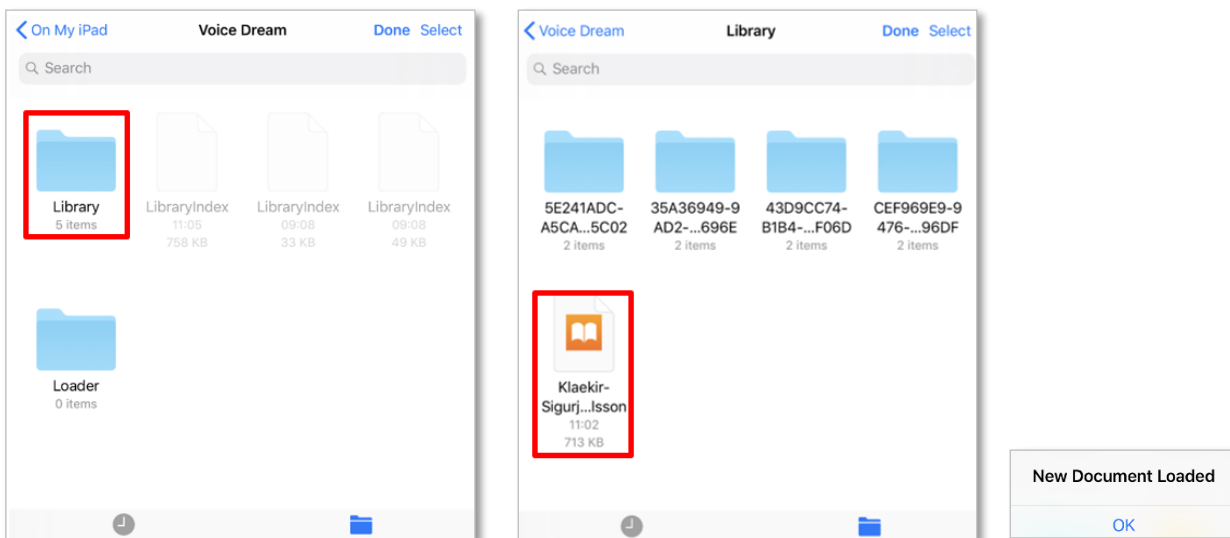 On My iPad Voice Dream Done Select
Search
Library LibraryIndex LibraryIndex LibraryIndex
5 items 11:05 09:08 09:08
758 KB 33 KB 49 KB
Loader
0 items
Voice Dream Library Done Select
Search
5E241ADC- 35A36949-9 43D9CC74- CEF969E9-9
A5CA...5C02 AD2-...696E B1B4-...F06D 476-...96DF
2 items 2 items 2 items 2 items
Klaekir-
Sigurj...lsson
11:02
713 KB
New Document Loaded
OK